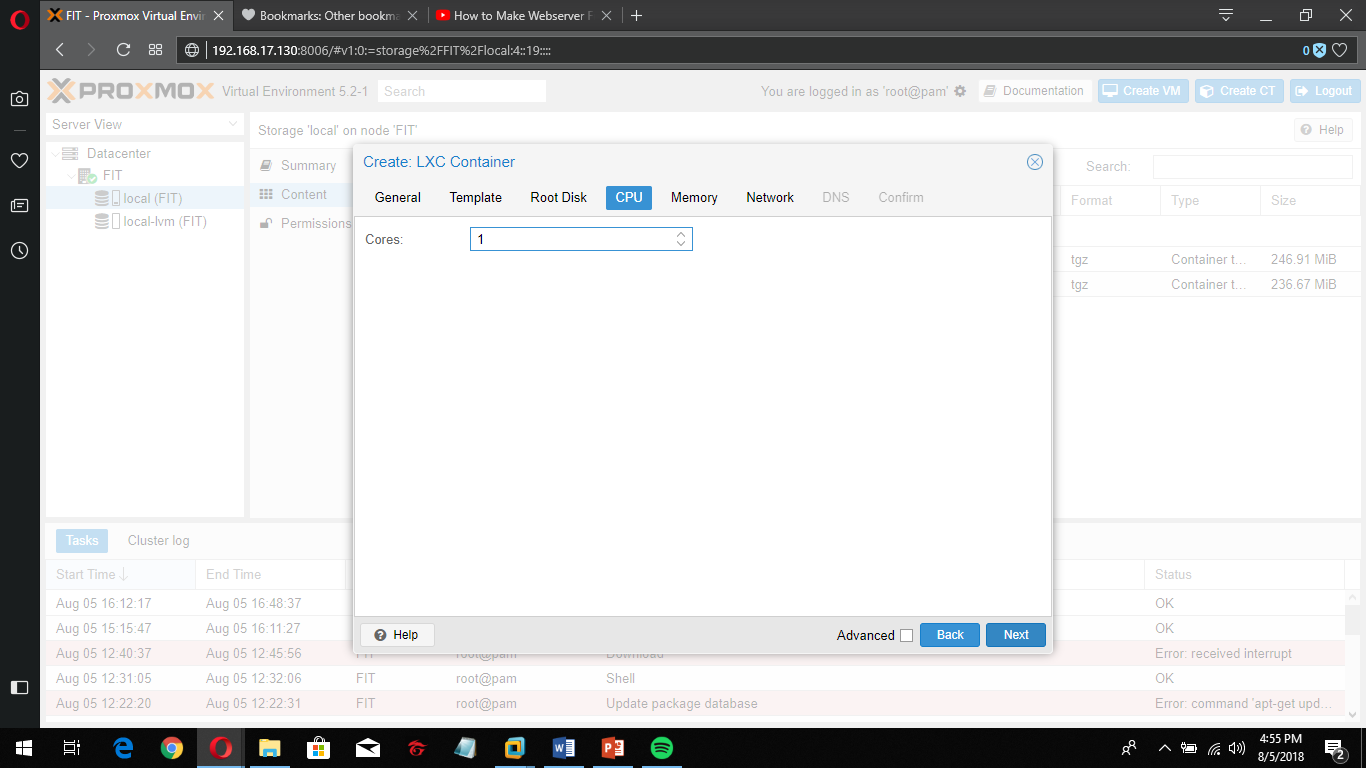 FIT - Proxmox Virtual Envir
Bookmarks: Other bookma
How to Make Webserver F
192.168.17.130:8006/#v1:0:=storage%2FFIT%2Flocal:4::19::::
0
PROXMOX Virtual Environment 5.2-1
Search
You are logged in as 'root@pam'
Documentation
Create VM
Create CT
Logout
Server View
Storage 'local' on node 'FIT'
Help
Datacenter
FIT
local (FIT)
local-lvm (FIT)
Summary
Content
Permissions
Search:
Format Type Size
tgz Container t... 246.91 MiB
tgz Container t... 236.67 MiB
Create: LXC Container
General Template Root Disk CPU Memory Network DNS Confirm
Cores: 1
Help
Advanced Back Next
Tasks Cluster log
Start Time End Time Status
Aug 05 16:12:17 Aug 05 16:48:37 OK
Aug 05 15:15:47 Aug 05 16:11:27 OK
Aug 05 12:40:37 Aug 05 12:45:56 FIT root@pam Download Error: received interrupt
Aug 05 12:31:05 Aug 05 12:32:06 FIT root@pam Shell OK
Aug 05 12:22:20 Aug 05 12:22:31 FIT root@pam Update package database Error: command 'apt-get upd...
4:55 PM
8/5/2018
2